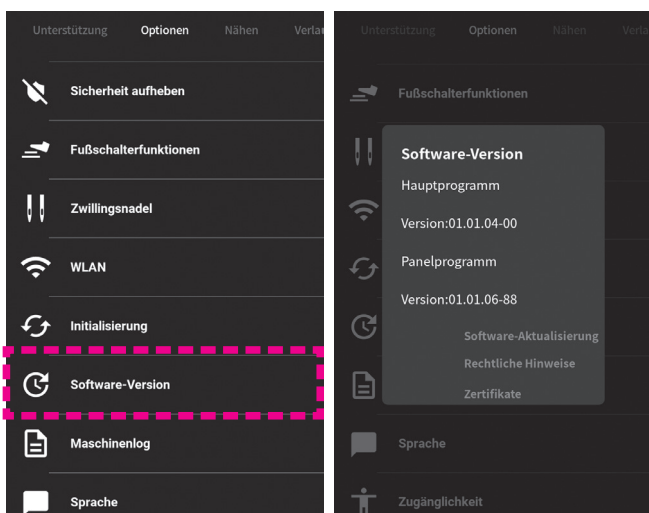 Unterstützung Optionen Nähen
Sicherheit aufheben
Fußschalterfunktionen
Zwillingsnadel
WLAN
Initialisierung
Software-Version
Maschinenlog
Sprache
Unterstützung Optionen Nähen
Fußschalterfunktionen
Software-Version
Hauptprogramm
Version:01.01.04-00
Panelprogramm
Version:01.01.06-88
Software-Aktualisierung
Rechtliche Hinweise
Zertifikate
Sprache
Zugänglichkeit